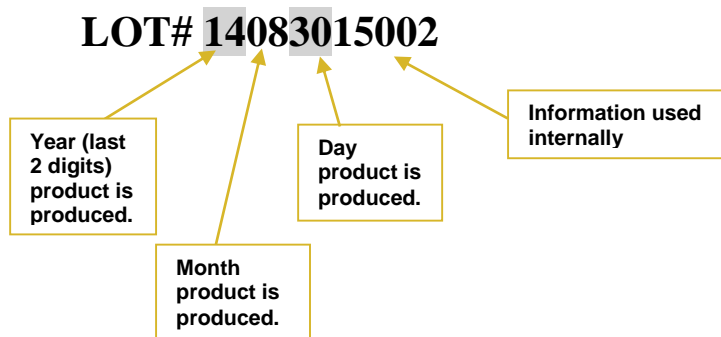 LOT# 14083015002
Year (last
2 digits)
product is
produced.
Month
product is
produced.
Day
product is
produced.
Information used
internally